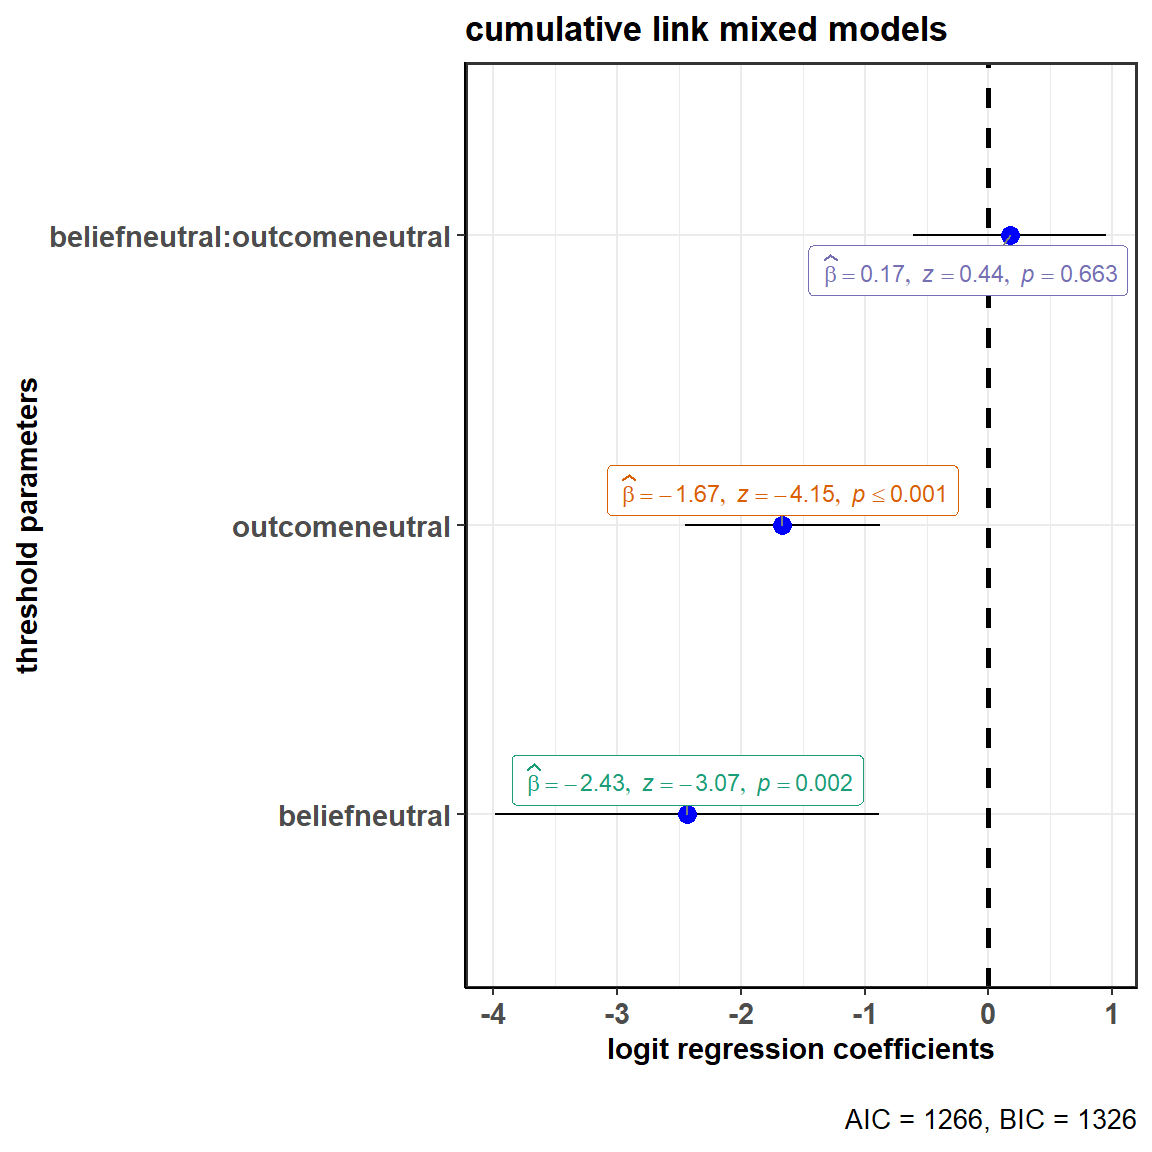 cumulative link mixed models
threshold parameters
beliefneutral:outcomeneutral
β̂ = 0.17, z = 0.44, p = 0.663
outcomeneutral
β̂ = −1.67, z = −4.15, p ≤ 0.001
beliefneutral
β̂ = −2.43, z = −3.07, p = 0.002
-4 -3 -2 -1 0 1
logit regression coefficients
AIC = 1266, BIC = 1326